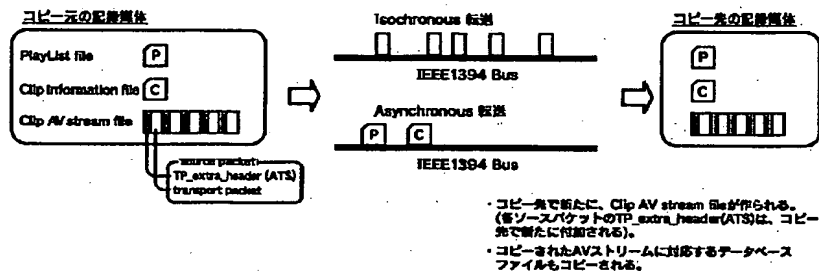 コピー元の記録媒体
PlayList file
P
Clip Information file
C
Clip AV stream file
source packet
TP_extra_header (ATS)
transport packet
Isochronous 転送
IEEE1394 Bus
Asynchronous 転送
P
C
IEEE1394 Bus
コピー先の記録媒体
P
C
・コピー先で新たに、Clip AV stream fileが作られる。
(各ソースパケットのTP_extra_header(ATS)は、コピー
先で新たに付加される)。
・コピーされたAVストリームに対応するデータベース
ファイルもコピーされる。